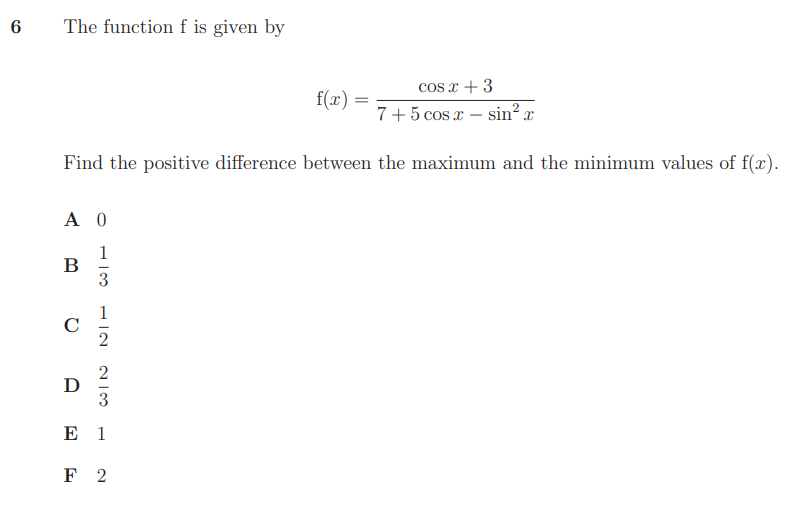 6 The function f is given by
f(x) = \frac{\cos x + 3}{7 + 5 \cos x − \sin^2 x}
Find the positive difference between the maximum and the minimum values of f(x).
A 0
B \frac{1}{3}
C \frac{1}{2}
D \frac{2}{3}
E 1
F 2